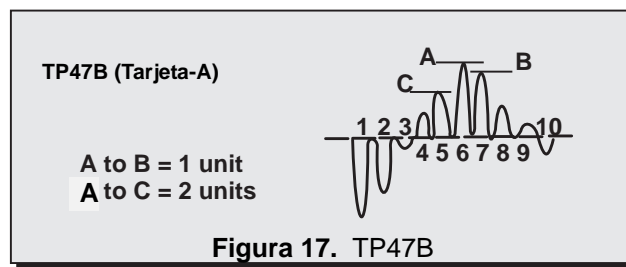 TP47B (Tarjeta-A)
A
B
C
1 2 3
10
4 5 6 7 8 9
A to B = 1 unit
A to C = 2 units
Figura 17. TP47B